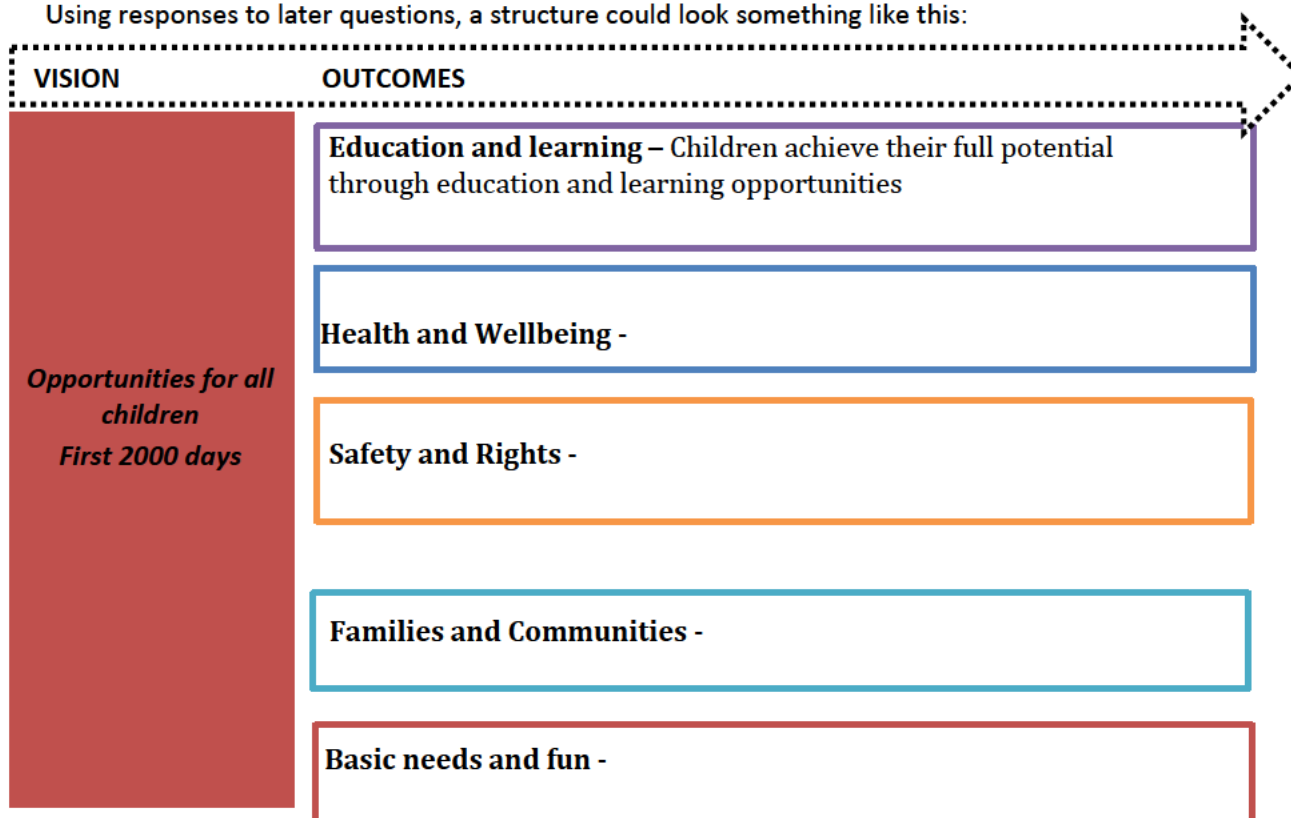 Using responses to later questions, a structure could look something like this:
VISION
OUTCOMES
Opportunities for all
children
First 2000 days
Education and learning – Children achieve their full potential
through education and learning opportunities
Health and Wellbeing -
Safety and Rights -
Families and Communities -
Basic needs and fun -